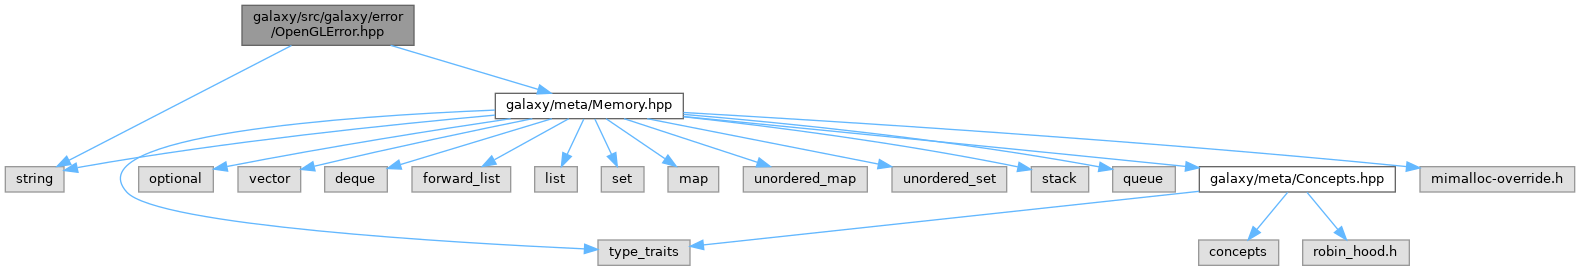 galaxy/src/galaxy/error
/OpenGLError.hpp
galaxy/meta/Memory.hpp
string
optional
vector
deque
forward_list
list
set
map
unordered_map
unordered_set
stack
queue
galaxy/meta/Concepts.hpp
mimalloc-override.h
type_traits
concepts
robin_hood.h